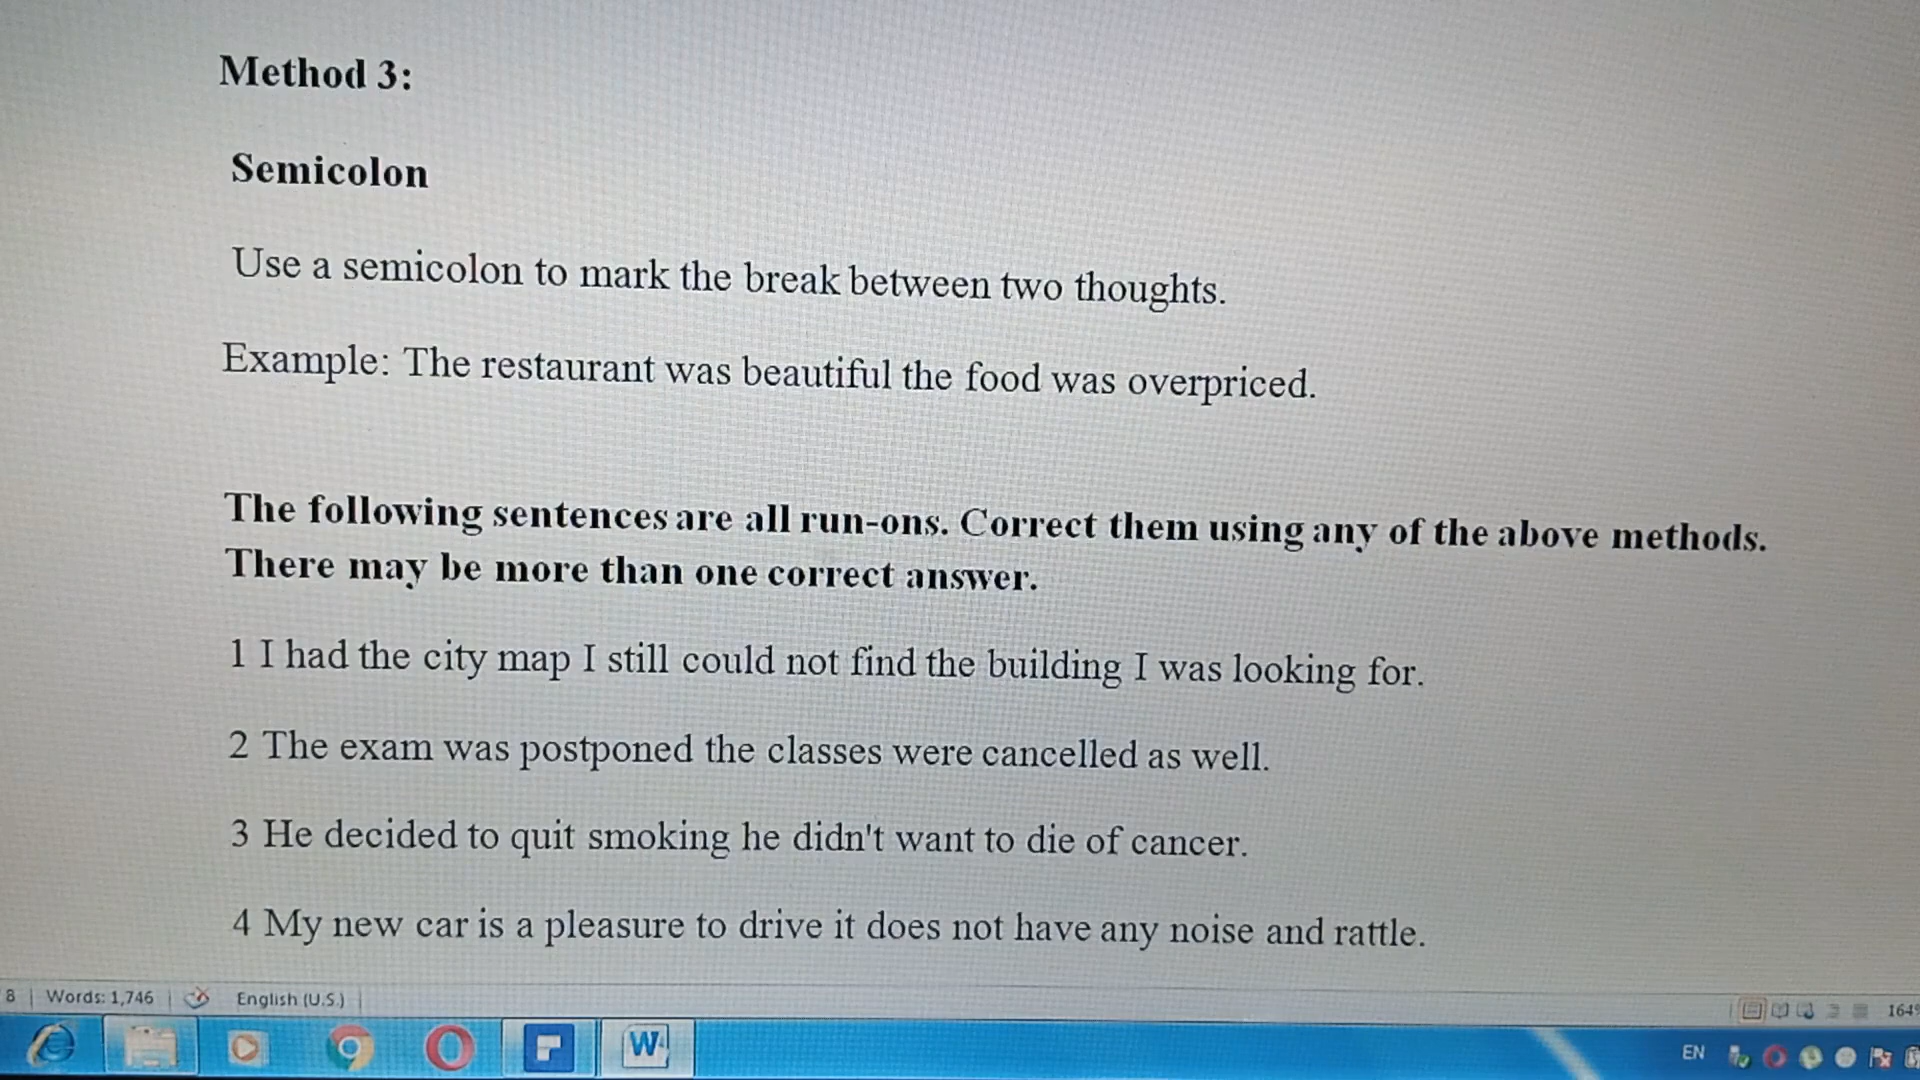 Method 3:
Semicolon
Use a semicolon to mark the break between two thoughts.
Example: The restaurant was beautiful the food was overpriced.
The following sentences are all run-ons. Correct them using any of the above methods.
There may be more than one correct answer.
1 I had the city map I still could not find the building I was looking for.
2 The exam was postponed the classes were cancelled as well.
3 He decided to quit smoking he didn't want to die of cancer.
4 My new car is a pleasure to drive it does not have any noise and rattle.
8 Words: 1,746 English (U.S.) 164%
EN